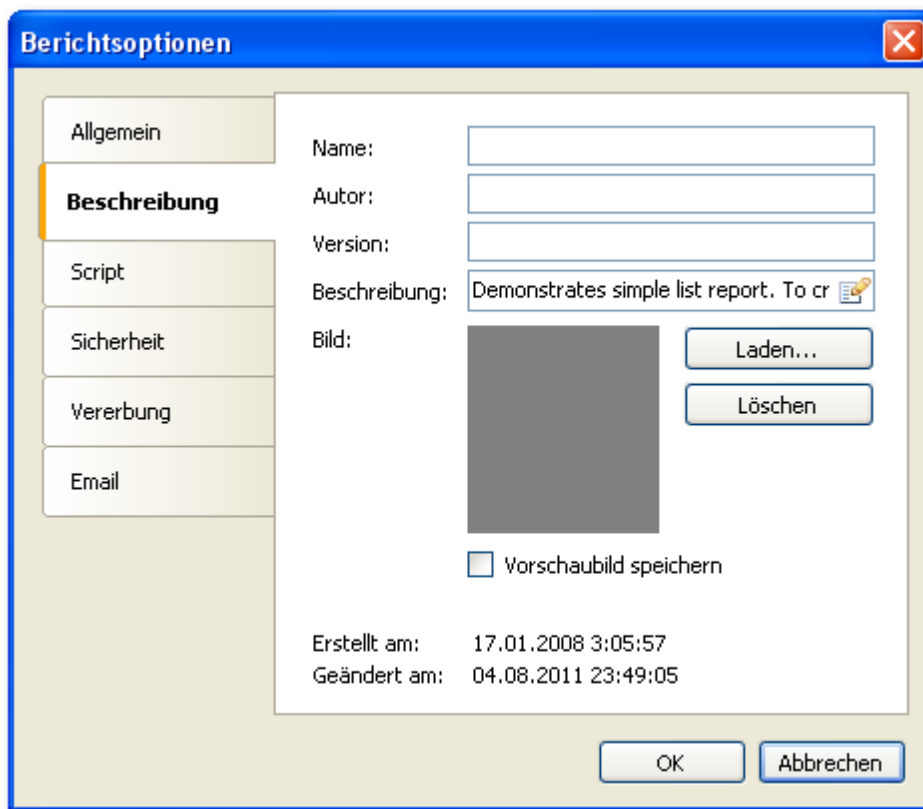 Berichtsoptionen
Allgemein
Beschreibung
Script
Sicherheit
Vererbung
Email
Name:
Autor:
Version:
Beschreibung: Demonstrates simple list report. To cr
Bild:
Laden...
Löschen
Vorschaubild speichern
Erstellt am: 17.01.2008 3:05:57
Geändert am: 04.08.2011 23:49:05
OK Abbrechen